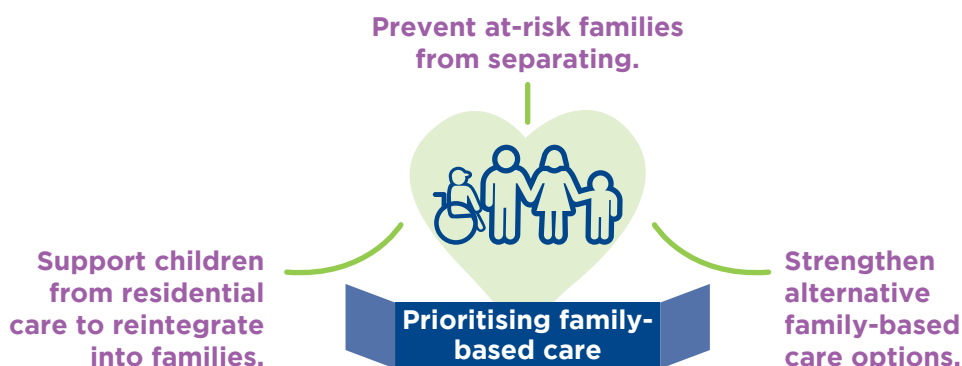 Prevent at-risk families
from separating.
Support children
from residential
care to reintegrate
into families.
Prioritising family-
based care
Strengthen
alternative
family-based
care options.